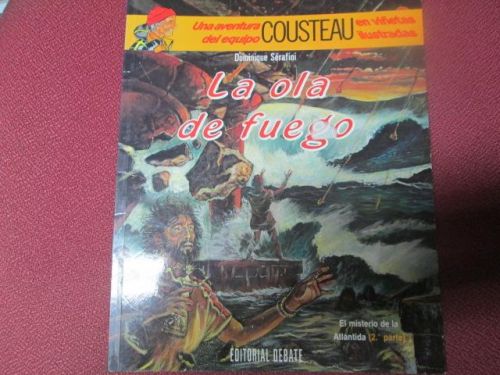 Una aventura
del equipo
COUSTEAU
en viñetas
ilustradas
Dominique Sérafini
La ola
de fuego
El misterio de la
Atlántida (2.ª parte)
EDITORIAL DEBATE